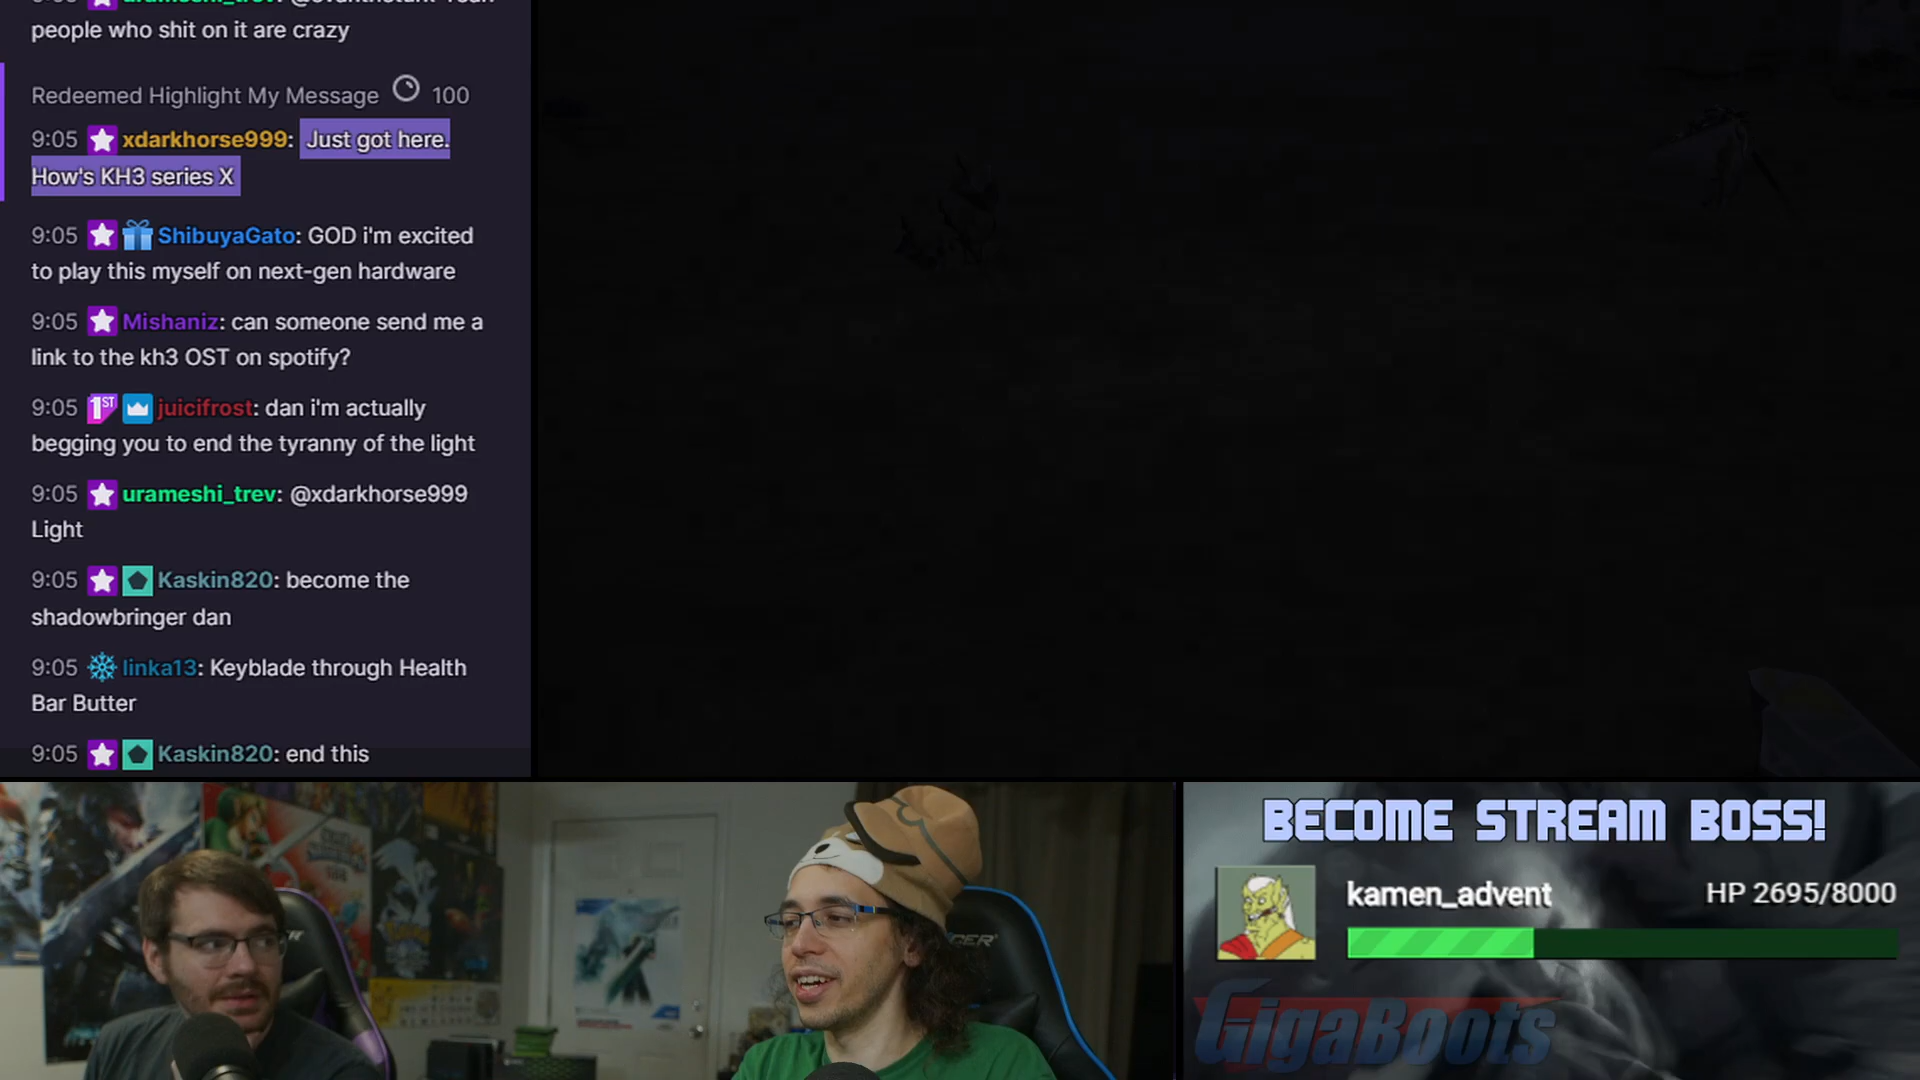 people who shit on it are crazy
Redeemed Highlight My Message 100
9:05 xdarkhorse999: Just got here.
How's KH3 series X
9:05 ShibuyaGato: GOD i'm excited
to play this myself on next-gen hardware
9:05 Mishaniz: can someone send me a
link to the kh3 OST on spotify?
9:05 1ST juicifrost: dan i'm actually
begging you to end the tyranny of the light
9:05 urameshi_trev: @xdarkhorse999
Light
9:05 Kaskin820: become the
shadowbringer dan
9:05 linka13: Keyblade through Health
Bar Butter
9:05 Kaskin820: end this
BECOME STREAM BOSS!
kamen_advent HP 2695/8000
GigaBoots